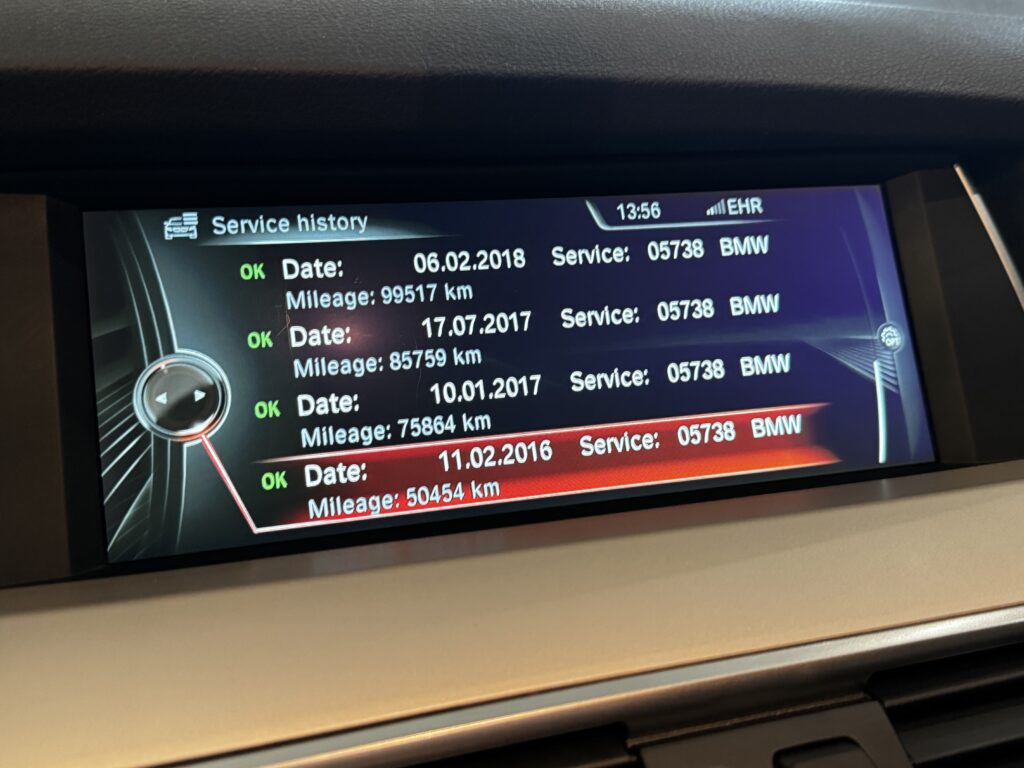 Service history
13:56 EHR
OK Date: 06.02.2018 Service: 05738 BMW
Mileage: 99517 km
OK Date: 17.07.2017 Service: 05738 BMW
Mileage: 85759 km
OFF
OK Date: 10.01.2017 Service: 05738 BMW
Mileage: 75864 km
OK Date: 11.02.2016 Service: 05738 BMW
Mileage: 50454 km